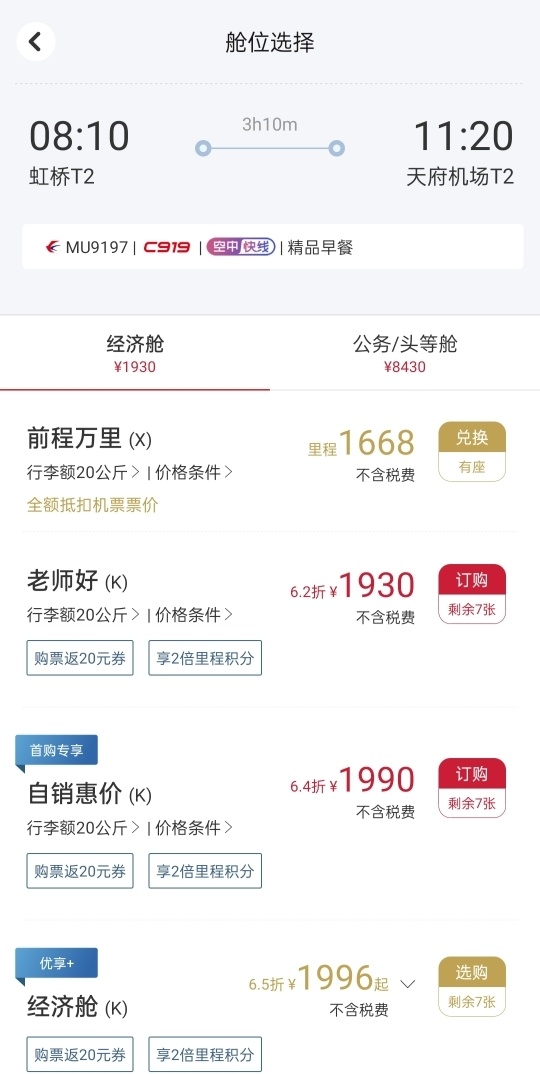 舱位选择
3h10m
08:10 11:20
虹桥T2 天府机场T2
MU9197 | C919 | 空中快线 | 精品早餐
经济舱 公务/头等舱
¥1930 ¥8430
前程万里 (X) 里程1668 兑换
行李额20公斤 | 价格条件 不含税费 有座
全额抵扣机票票价
老师好 (K) 6.2折 ¥1930 订购
行李额20公斤 | 价格条件 不含税费 剩余7张
购票返20元券 享2倍里程积分
首购专享
自销惠价 (K) 6.4折 ¥1990 订购
行李额20公斤 | 价格条件 不含税费 剩余7张
购票返20元券 享2倍里程积分
优享+
经济舱 (K) 6.5折 ¥1996起 选购
不含税费 剩余7张
购票返20元券 享2倍里程积分